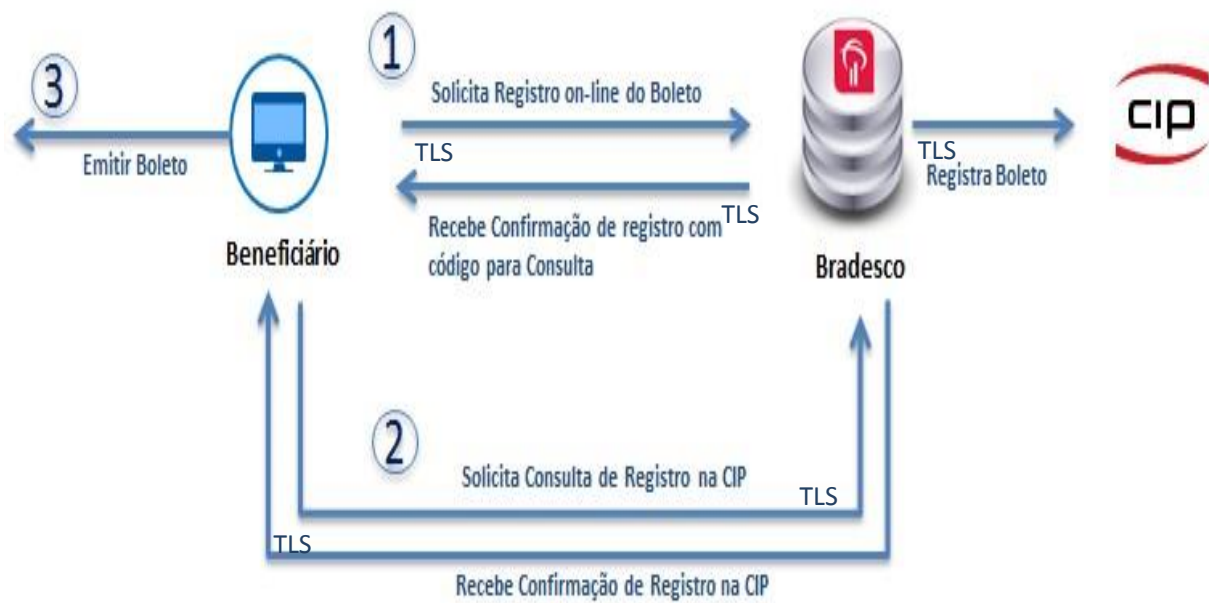 1
3
Solicita Registro on-line do Boleto
TLS
TLS
cip
Emitir Boleto
Registra Boleto
TLS
Recebe Confirmação de registro com
código para Consulta
Beneficiário
Bradesco
2
Solicita Consulta de Registro na CIP
TLS
TLS
Recebe Confirmação de Registro na CIP